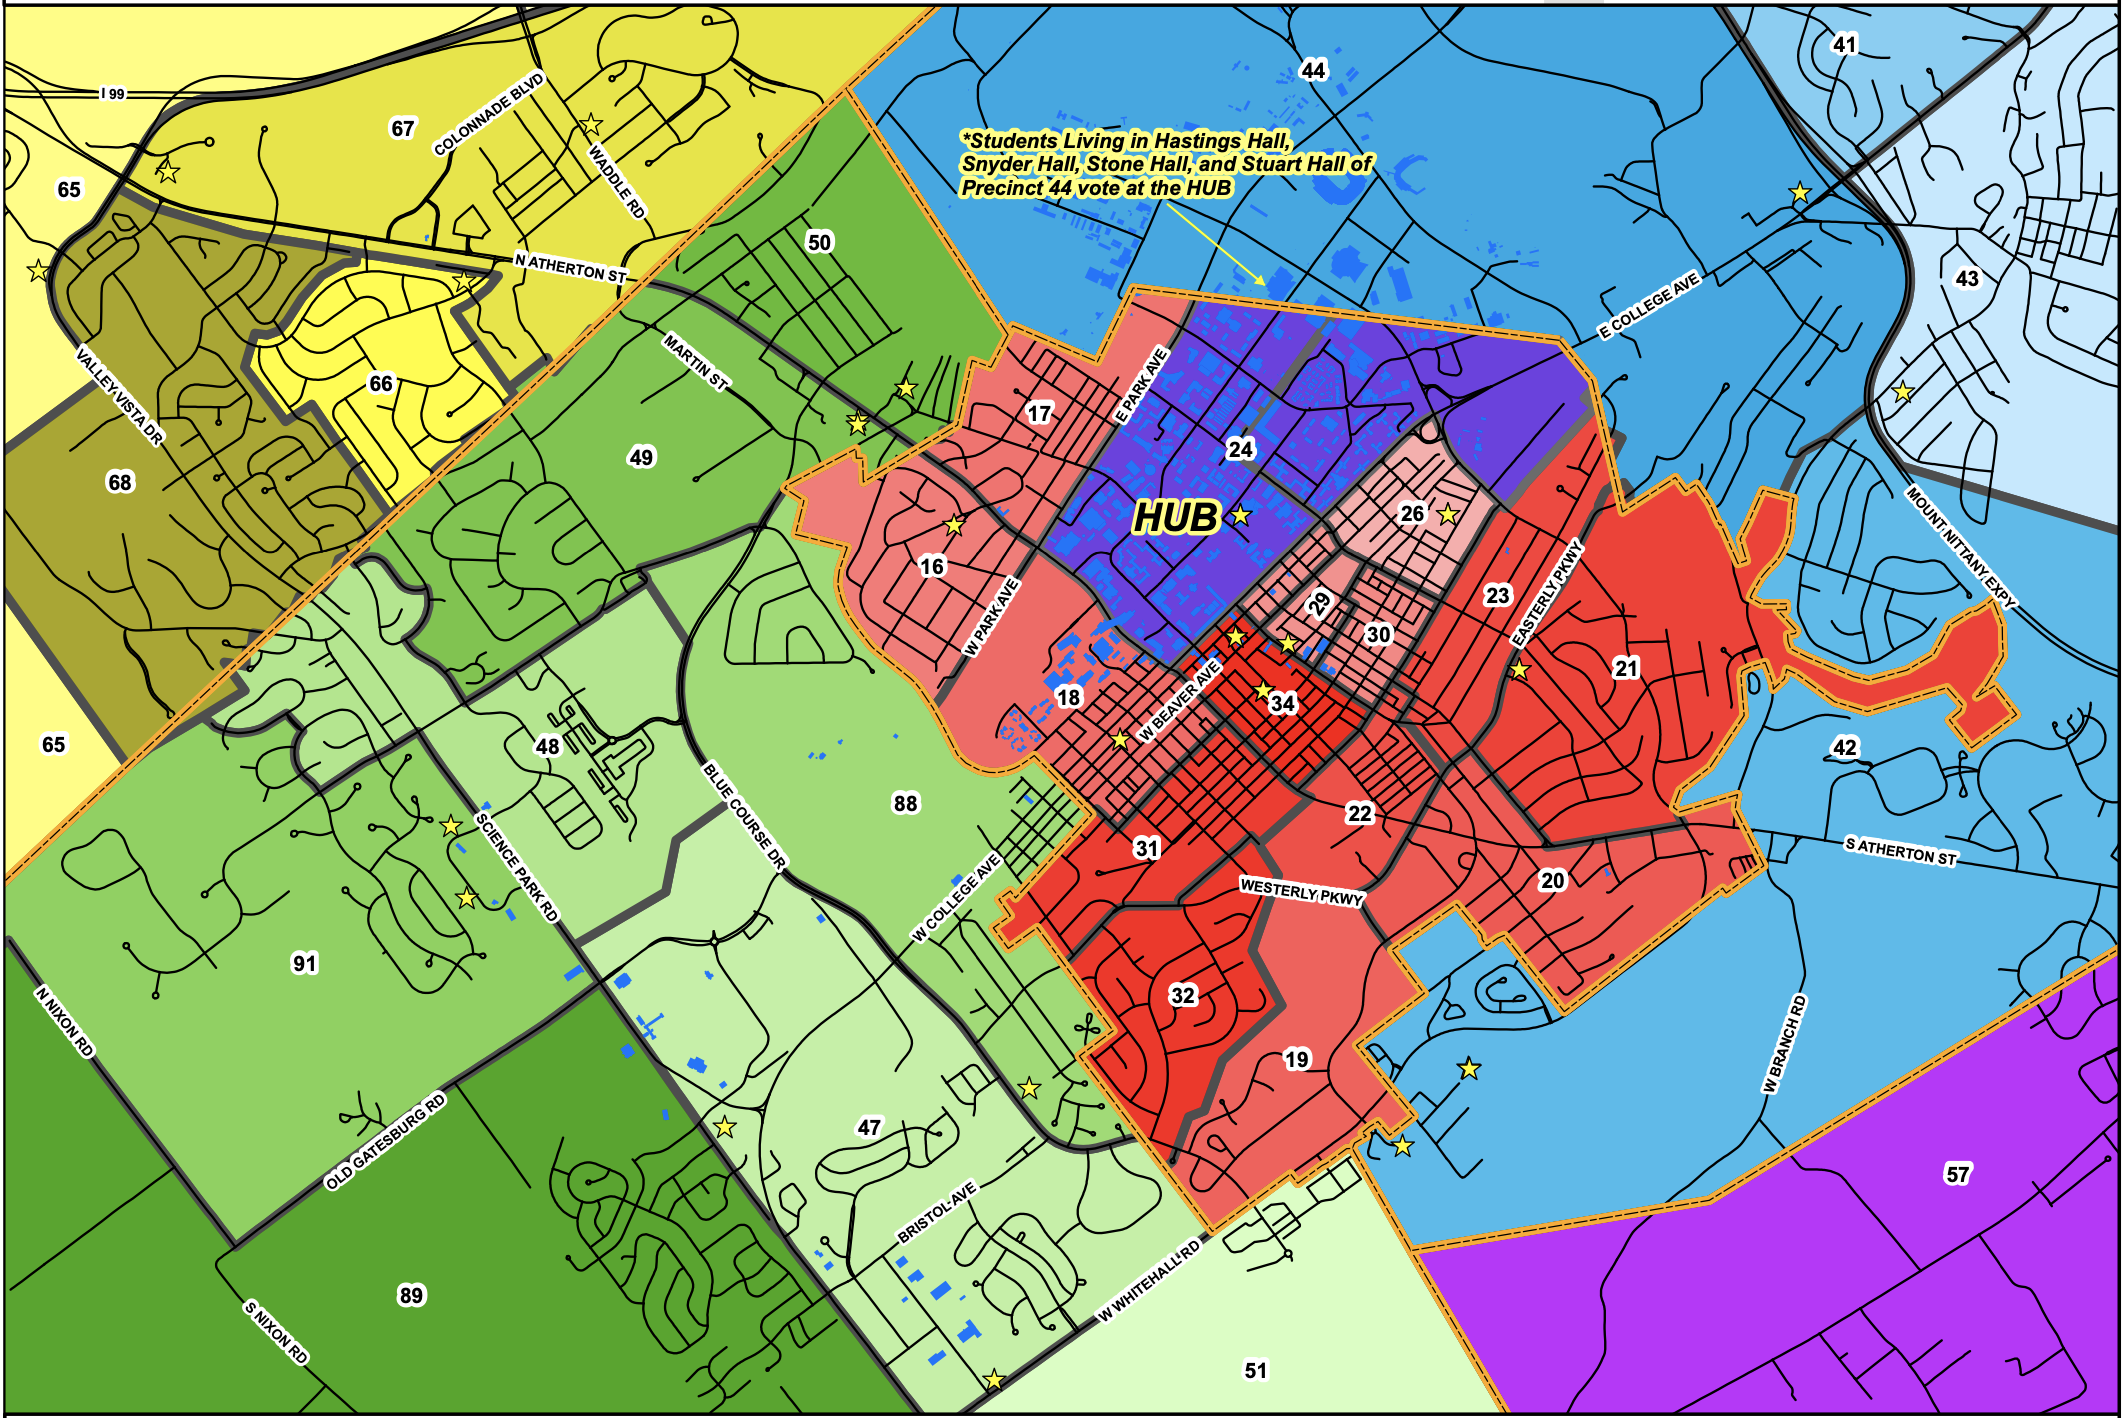 41
44
I 99
67
COLONNADE BLVD
*Students Living in Hastings Hall,
Snyder Hall, Stone Hall, and Stuart Hall of
Precinct 44 vote at the HUB
WADDLE RD
65
50
N ATHERTON ST
43
E COLLEGE AVE
MARTIN ST
E PARK AVE
VALLEY VISTA DR
66
17
24
49
68
HUB
26
MOUNT NITTANY EXPY
16
W PARK AVE
23
EASTERLY PKWY
29
30
21
18
W BEAVER AVE
34
65
48
42
BLUE COURSE DR
88
22
SCIENCE PARK RD
31
S ATHERTON ST
W COLLEGE AVE
WESTERLY PKWY
20
91
32
N NIXON RD
W BRANCH RD
19
OLD GATESBURG RD
47
57
BRISTOL AVE
W WHITEHALL RD
89
S NIXON RD
51